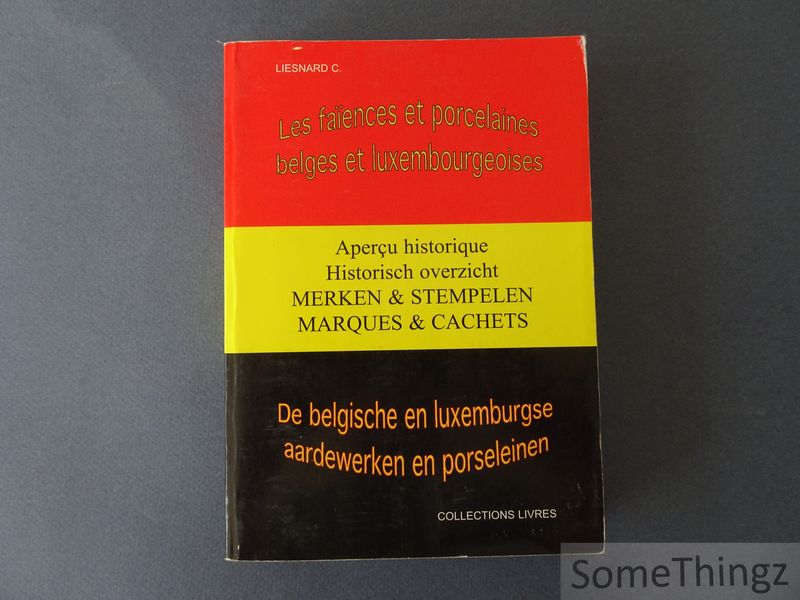 LIESNARD C.
Les faïences et porcelaines
belges et luxembourgeoises
Aperçu historique
Historisch overzicht
MERKEN & STEMPELEN
MARQUES & CACHETS
De belgische en luxemburgse
aardewerken en porseleinen
COLLECTIONS LIVRES
SomeThingz